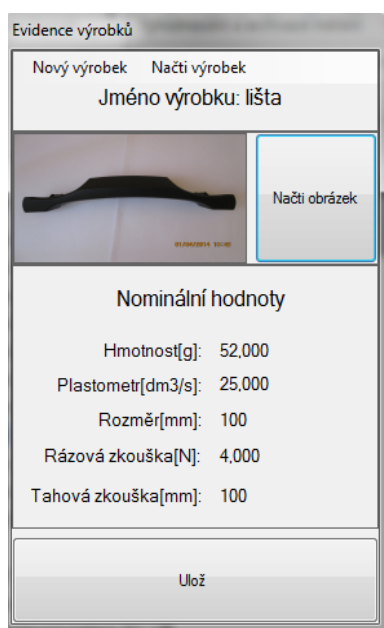 Evidence výrobků
Nový výrobek Načti výrobek
Jméno výrobku: lišta
Načti obrázek
Nominální hodnoty
Hmotnost[g]: 52,000
Plastometr[dm3/s]: 25,000
Rozměr[mm]: 100
Rázová zkouška[N]: 4,000
Tahová zkouška[mm]: 100
Ulož